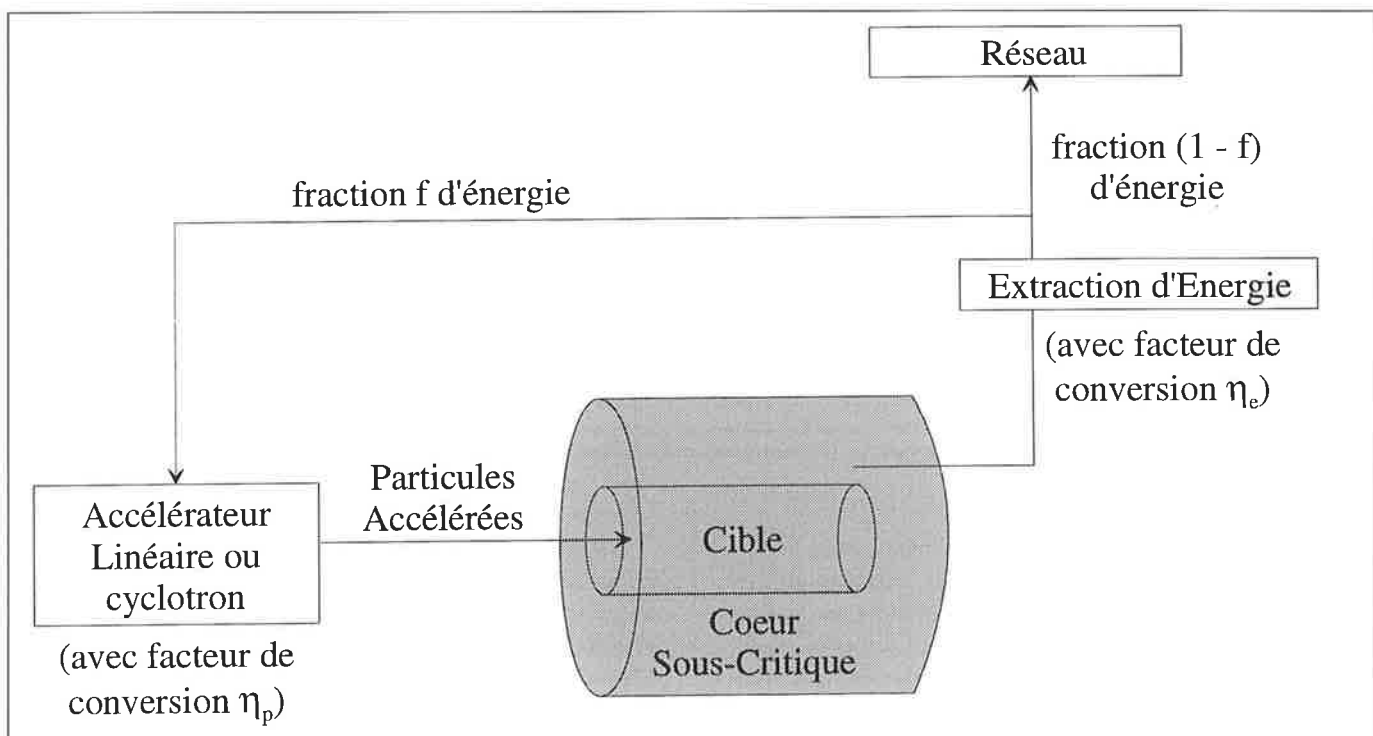 Réseau
fraction (1 - f)
d'énergie
fraction f d'énergie
Extraction d'Energie
(avec facteur de
conversion ηₑ)
Particules
Accélérées
Accélérateur
Linéaire ou
cyclotron
(avec facteur de
conversion ηₚ)
Cible
Coeur
Sous-Critique